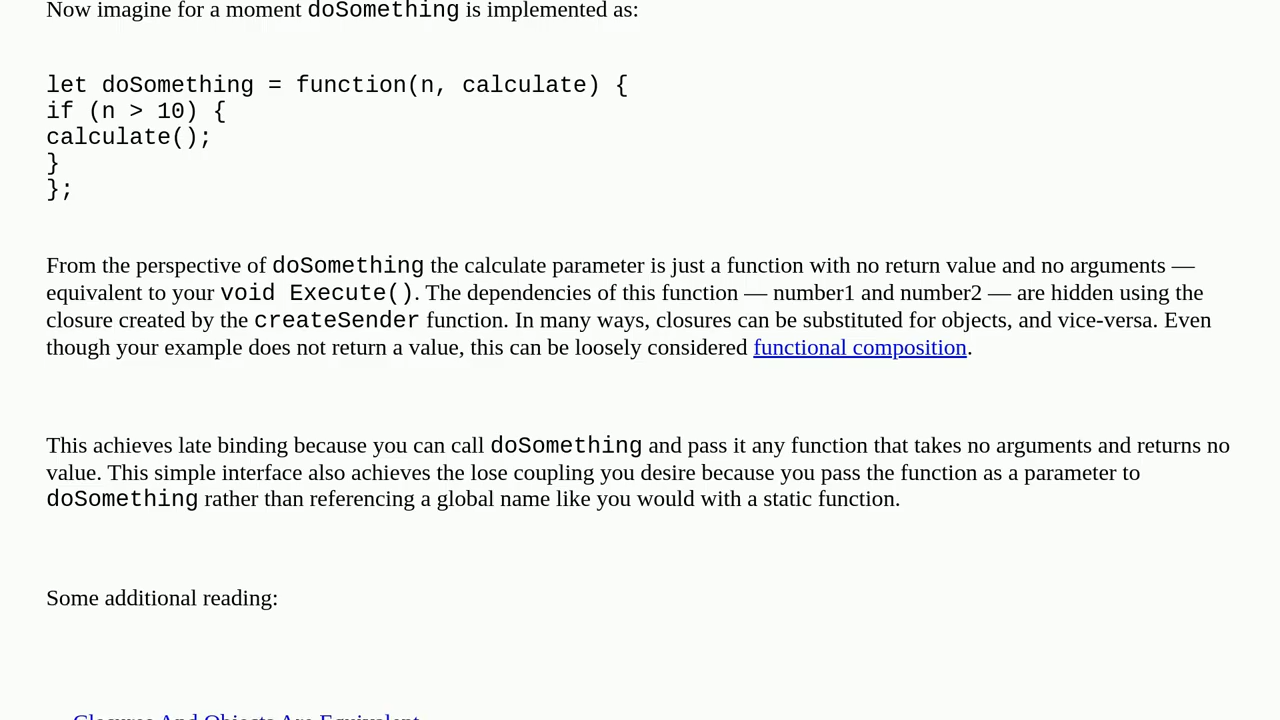 Now imagine for a moment doSomething is implemented as:
let doSomething = function(n, calculate) {
if (n > 10) {
calculate();
}
};
From the perspective of doSomething the calculate parameter is just a function with no return value and no arguments —
equivalent to your void Execute(). The dependencies of this function — number1 and number2 — are hidden using the
closure created by the createSender function. In many ways, closures can be substituted for objects, and vice-versa. Even
though your example does not return a value, this can be loosely considered functional composition.
This achieves late binding because you can call doSomething and pass it any function that takes no arguments and returns no
value. This simple interface also achieves the lose coupling you desire because you pass the function as a parameter to
doSomething rather than referencing a global name like you would with a static function.
Some additional reading:
Closures And Objects Are Equivalent